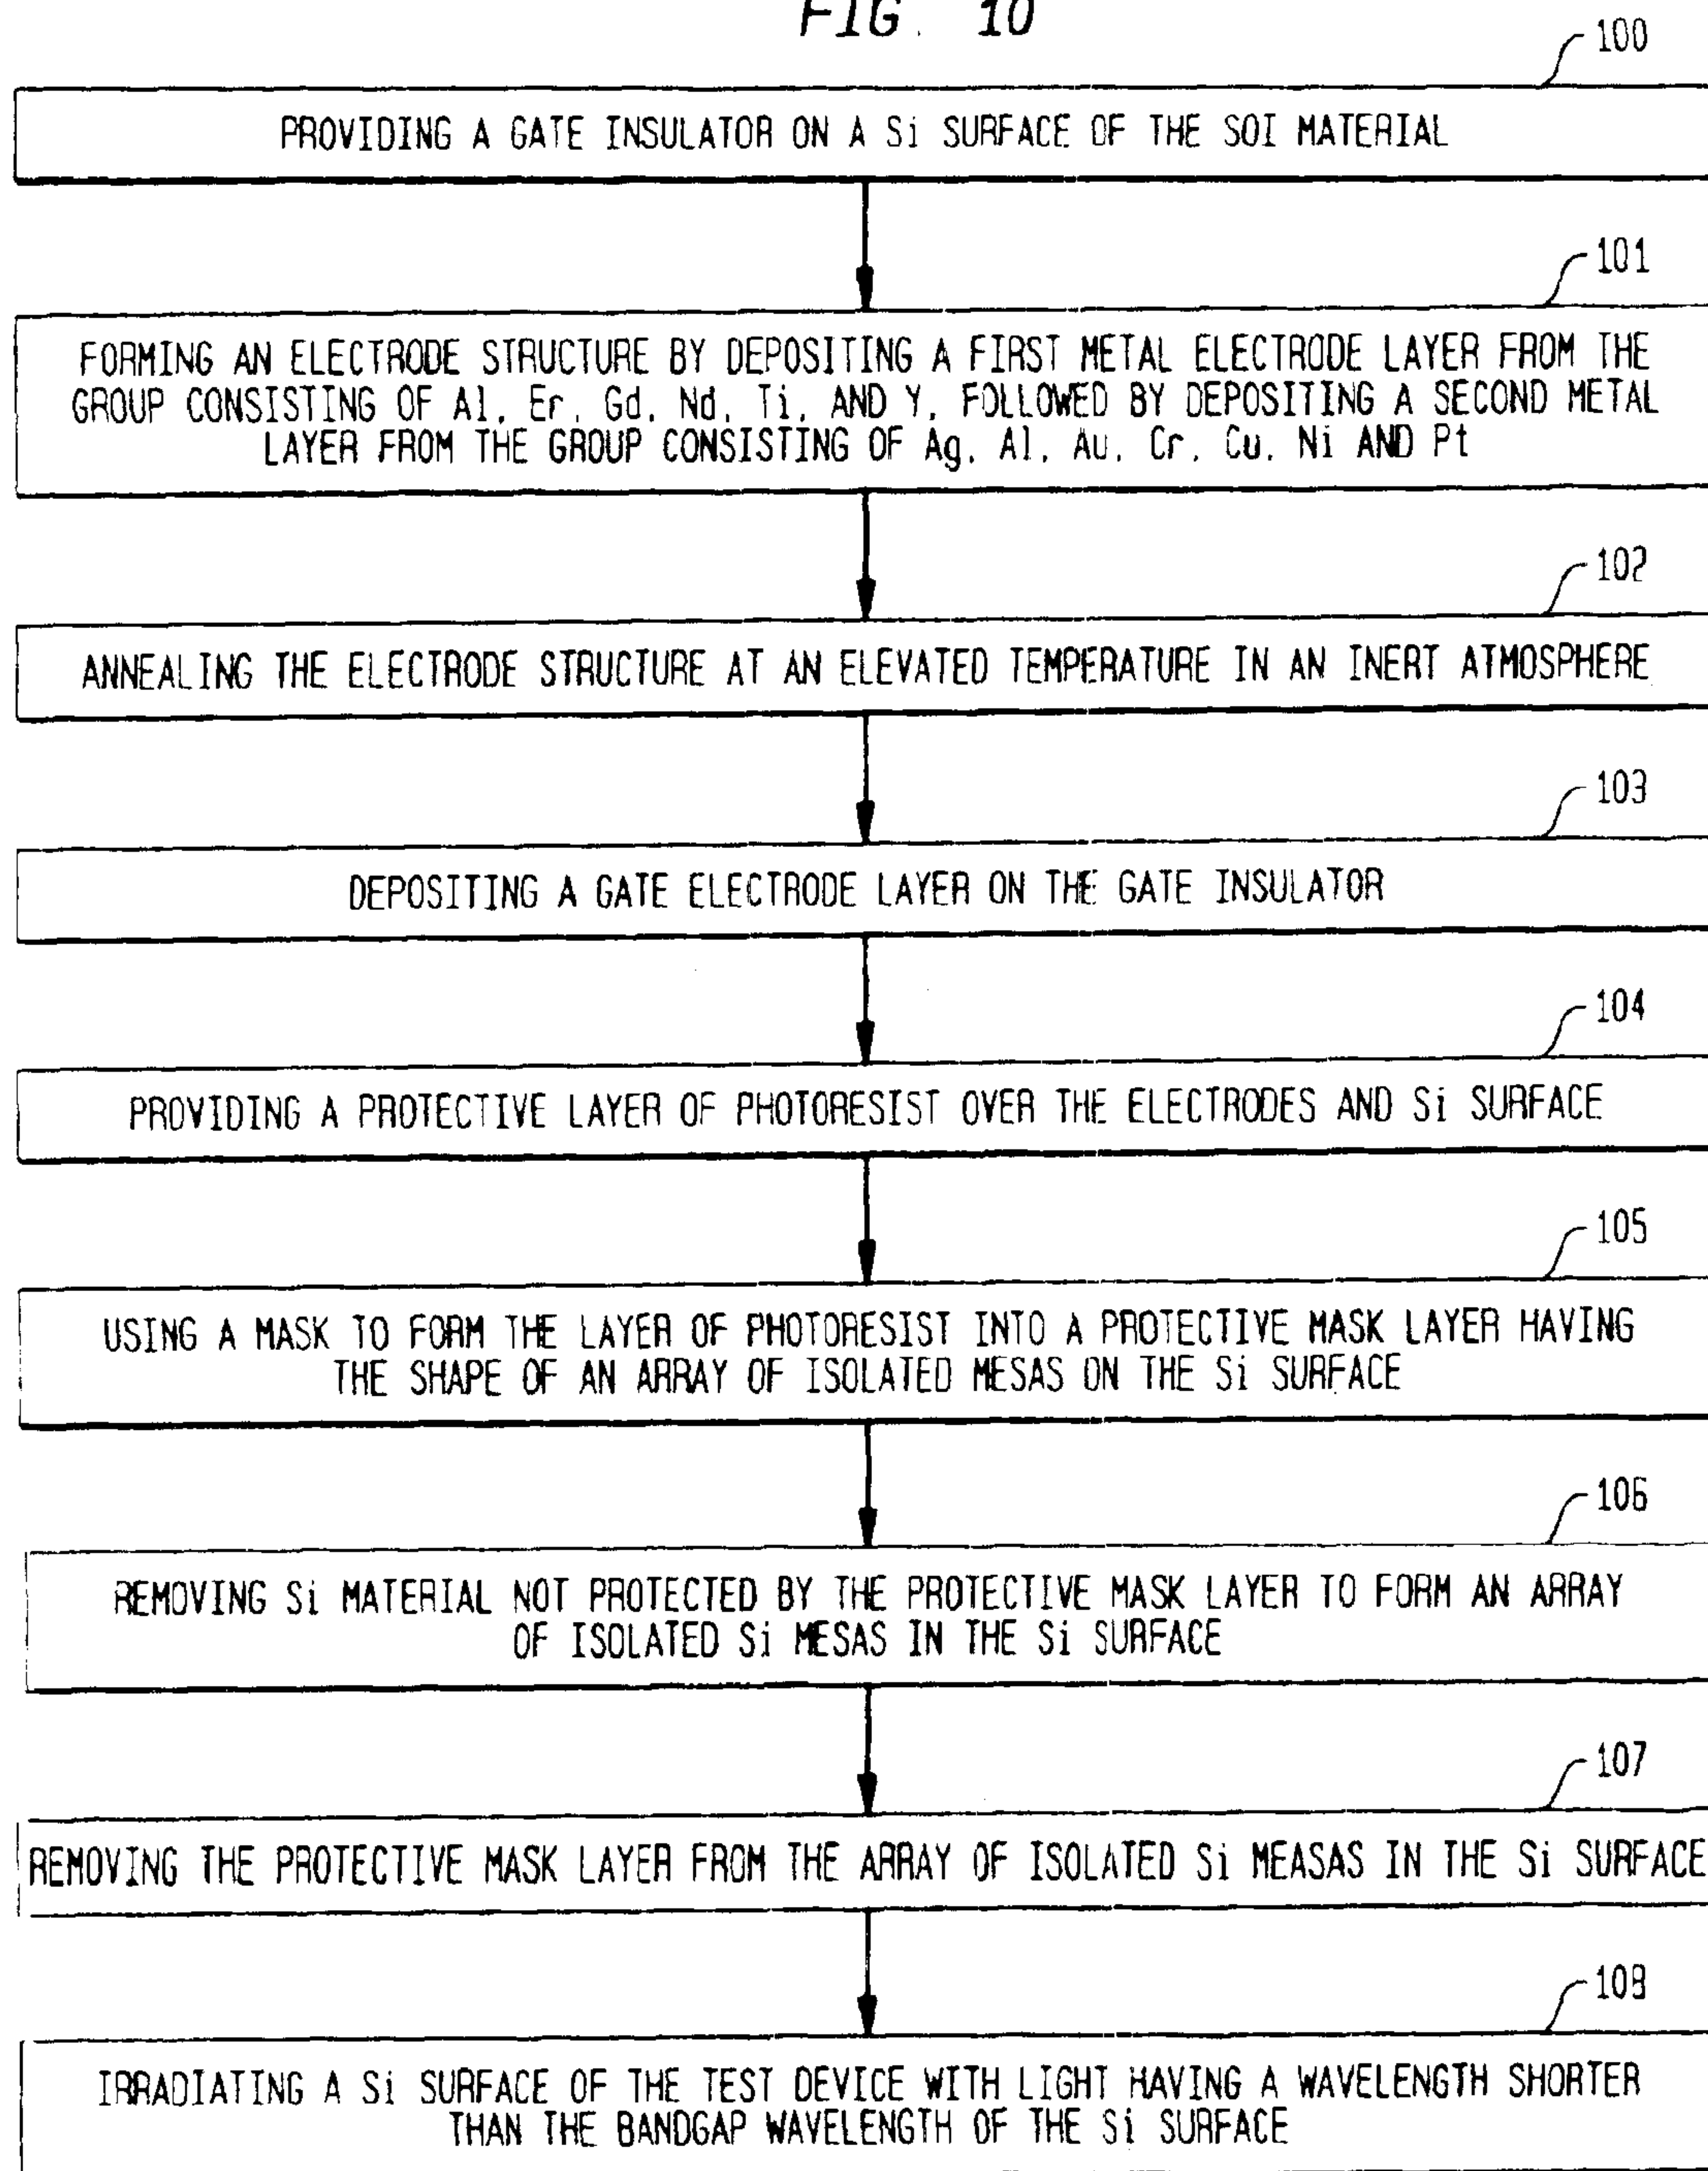 FIG. 10
100
PROVIDING A GATE INSULATOR ON A Si SURFACE OF THE SOI MATERIAL
101
FORMING AN ELECTRODE STRUCTURE BY DEPOSITING A FIRST METAL ELECTRODE LAYER FROM THE
GROUP CONSISTING OF Al, Er, Gd, Nd, Ti, AND Y, FOLLOWED BY DEPOSITING A SECOND METAL
LAYER FROM THE GROUP CONSISTING OF Ag, Al, Au, Cr, Cu, Ni AND Pt
102
ANNEALING THE ELECTRODE STRUCTURE AT AN ELEVATED TEMPERATURE IN AN INERT ATMOSPHERE
103
DEPOSITING A GATE ELECTRODE LAYER ON THE GATE INSULATOR
104
PROVIDING A PROTECTIVE LAYER OF PHOTORESIST OVER THE ELECTRODES AND Si SURFACE
105
USING A MASK TO FORM THE LAYER OF PHOTORESIST INTO A PROTECTIVE MASK LAYER HAVING
THE SHAPE OF AN ARRAY OF ISOLATED MESAS ON THE Si SURFACE
106
REMOVING Si MATERIAL NOT PROTECTED BY THE PROTECTIVE MASK LAYER TO FORM AN ARRAY
OF ISOLATED Si MESAS IN THE Si SURFACE
107
REMOVING THE PROTECTIVE MASK LAYER FROM THE ARRAY OF ISOLATED Si MEASAS IN THE Si SURFACE
108
IRRADIATING A Si SURFACE OF THE TEST DEVICE WITH LIGHT HAVING A WAVELENGTH SHORTER
THAN THE BANDGAP WAVELENGTH OF THE Si SURFACE